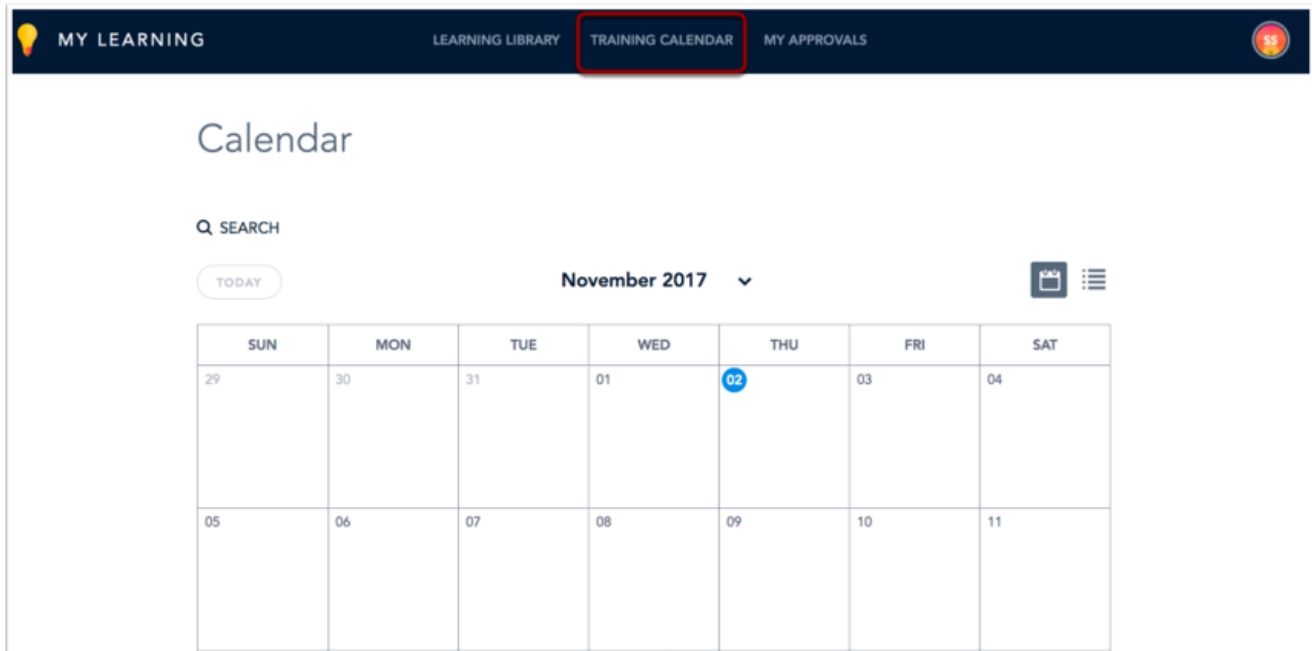 MY LEARNING LEARNING LIBRARY TRAINING CALENDAR MY APPROVALS SS
Calendar
SEARCH
TODAY November 2017
SUN MON TUE WED THU FRI SAT
29 30 31 01 02 03 04
05 06 07 08 09 10 11